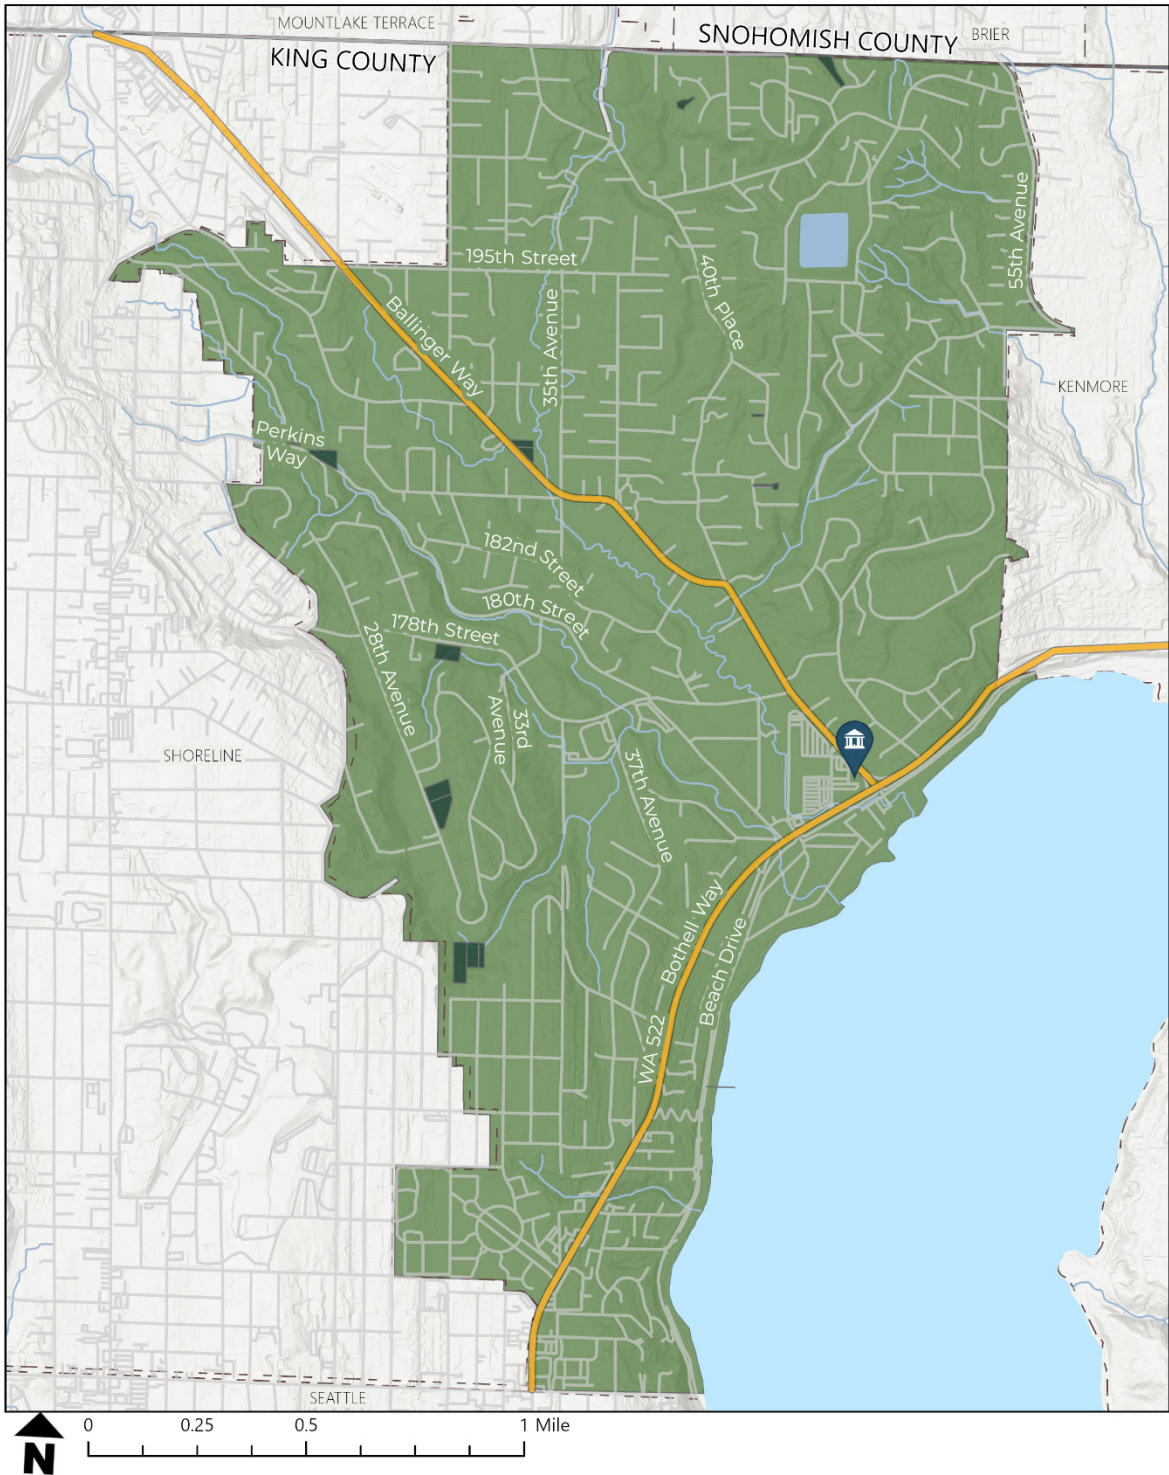 MOUNTLAKE TERRACE
SNOHOMISH COUNTY
BRIER
KING COUNTY
55th Avenue
195th Street
40th Place
35th Avenue
Ballinger Way
KENMORE
Perkins
Way
182nd Street
180th Street
178th Street
28th Avenue
33rd
Avenue
SHORELINE
37th Avenue
Bothell Way
Beach Drive
WA 522
SEATTLE
0 0.25 0.5 1 Mile
N